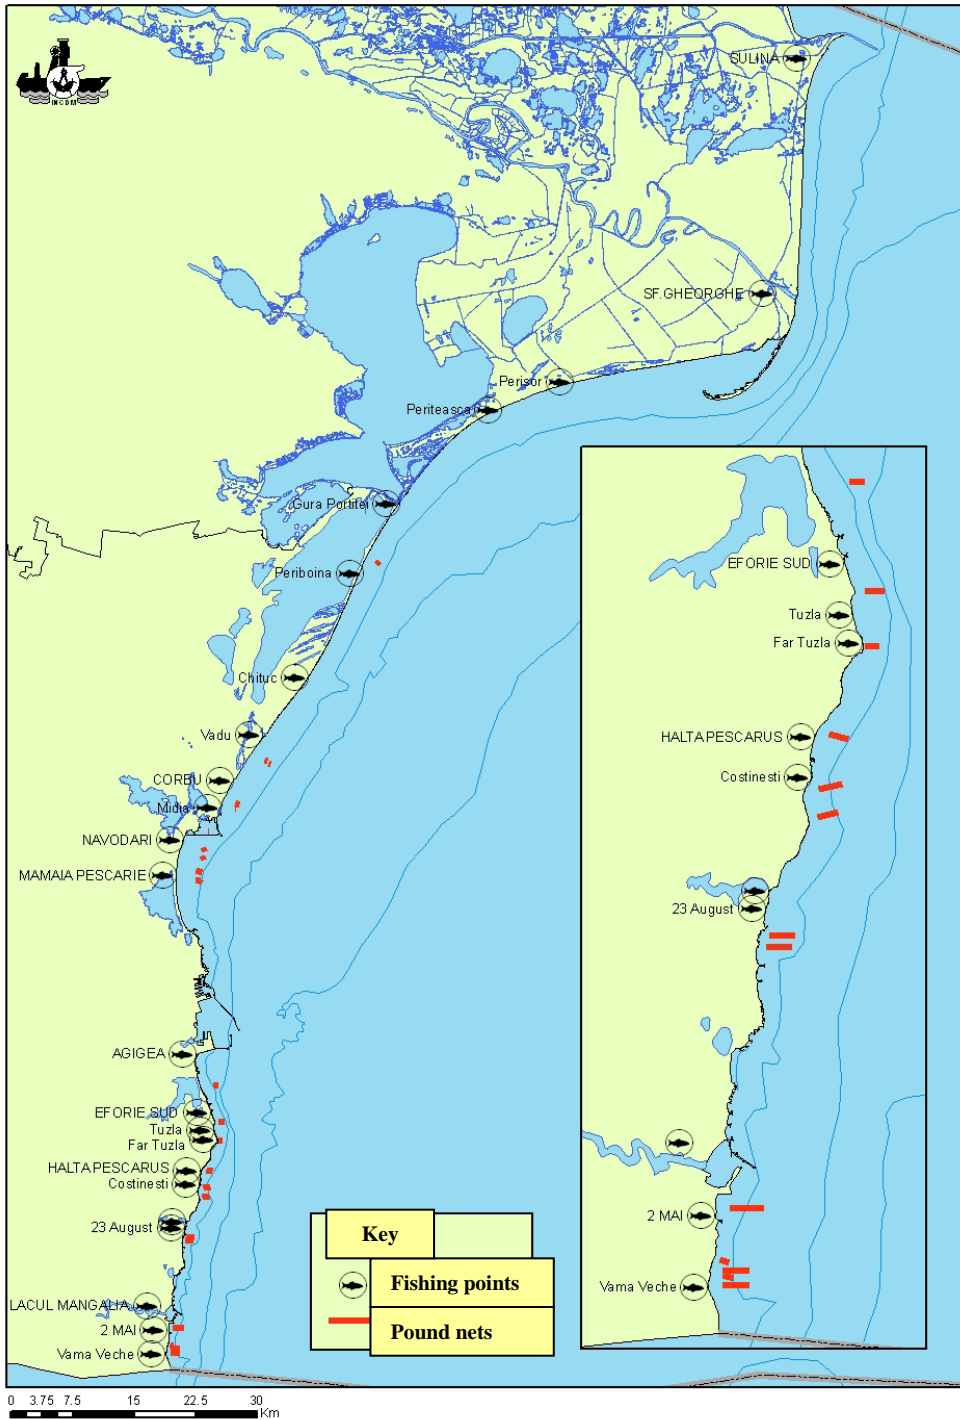 INCDM
SULINA
SF.GHEORGHE
Perisor
Periteasca
Gura Portitei
Periboina
Chituc
Vadu
CORBU
Midia
NAVODARI
MAMAIA PESCARIE
AGIGEA
EFORIE SUD
Tuzla
Far Tuzla
HALTA PESCARUS
Costinesti
23 August
LACUL MANGALIA
2 MAI
Vama Veche
EFORIE SUD
Tuzla
Far Tuzla
HALTA PESCARUS
Costinesti
23 August
2 MAI
Vama Veche
Key
Fishing points
Pound nets
0 3.75 7.5 15 22.5 30
Km